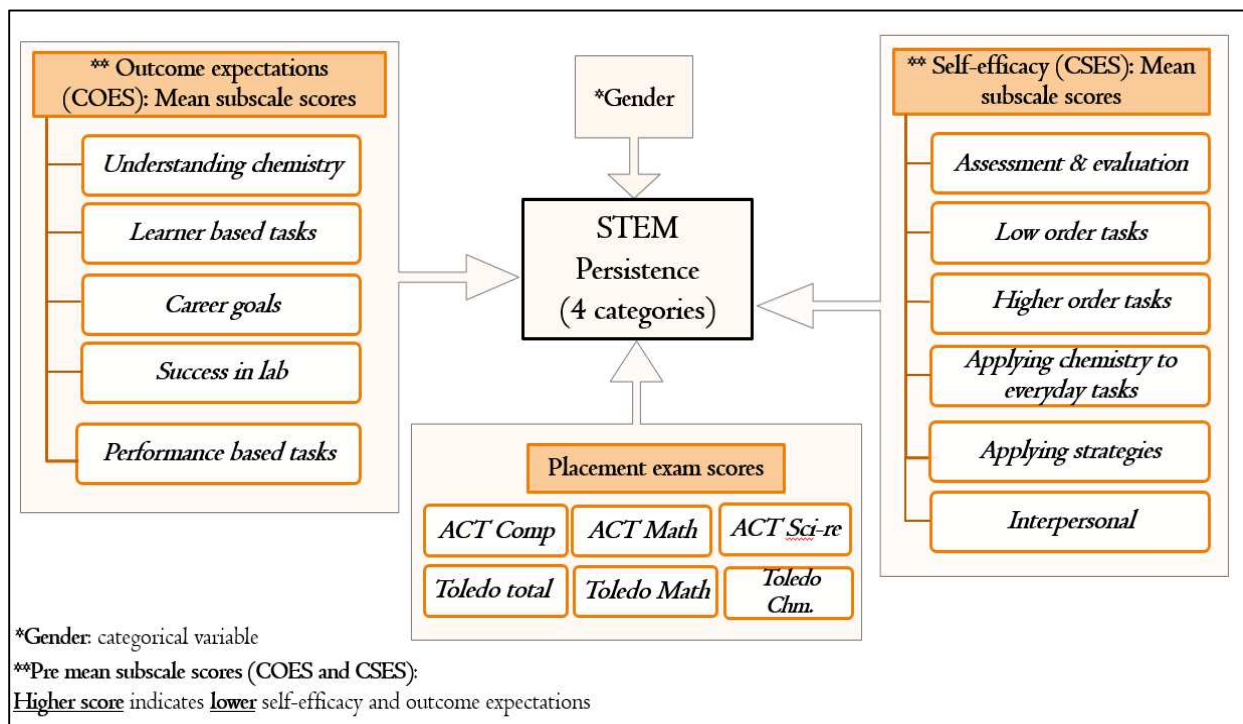 ** Outcome expectations
(COES): Mean subscale scores
Understanding chemistry
Learner based tasks
Career goals
Success in lab
Performance based tasks
*Gender
STEM
Persistence
(4 categories)
Placement exam scores
ACT Comp
ACT Math
ACT Sci-re
Toledo total
Toledo Math
Toledo
Chm.
** Self-efficacy (CSES): Mean
subscale scores
Assessment & evaluation
Low order tasks
Higher order tasks
Applying chemistry to
everyday tasks
Applying strategies
Interpersonal
*Gender: categorical variable
**Pre mean subscale scores (COES and CSES):
Higher score indicates lower self-efficacy and outcome expectations